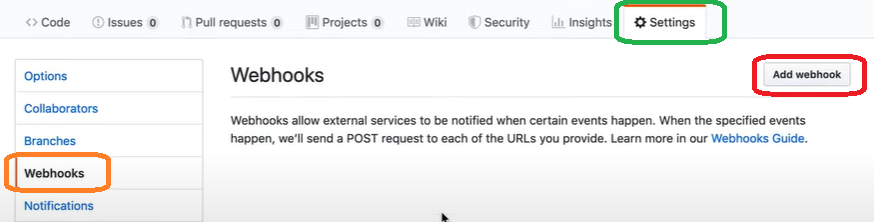 Code Issues 0 Pull requests 0 Projects 0 Wiki Security Insights Settings
Options
Collaborators
Branches
Webhooks
Notifications
Webhooks
Add webhook
Webhooks allow external services to be notified when certain events happen. When the specified events
happen, we'll send a POST request to each of the URLs you provide. Learn more in our Webhooks Guide.